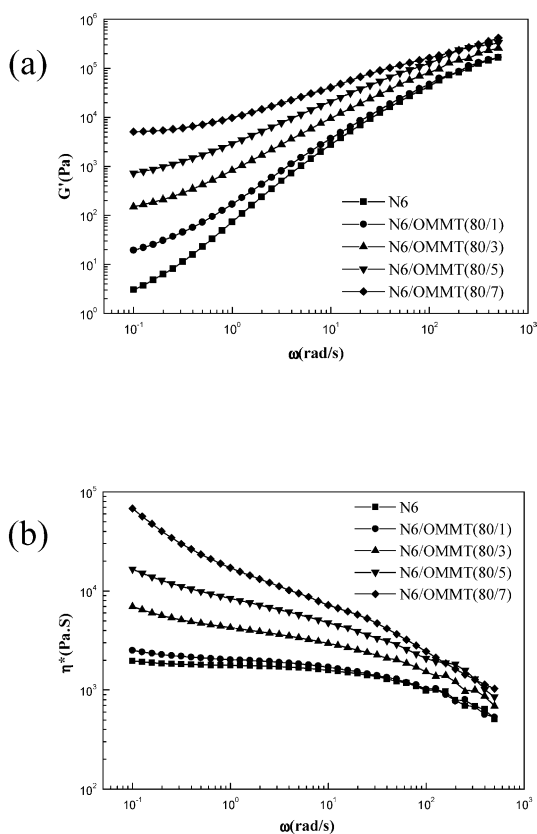 (a)
10^6
10^5
10^4
10^3
10^2
10^1
10^0
G'(Pa)
N6
N6/OMMT(80/1)
N6/OMMT(80/3)
N6/OMMT(80/5)
N6/OMMT(80/7)
10^-1 10^0 10^1 10^2 10^3
ω(rad/s)
(b)
10^5
10^4
10^3
10^2
η*(Pa.S)
N6
N6/OMMT(80/1)
N6/OMMT(80/3)
N6/OMMT(80/5)
N6/OMMT(80/7)
10^-1 10^0 10^1 10^2 10^3
ω(rad/s)